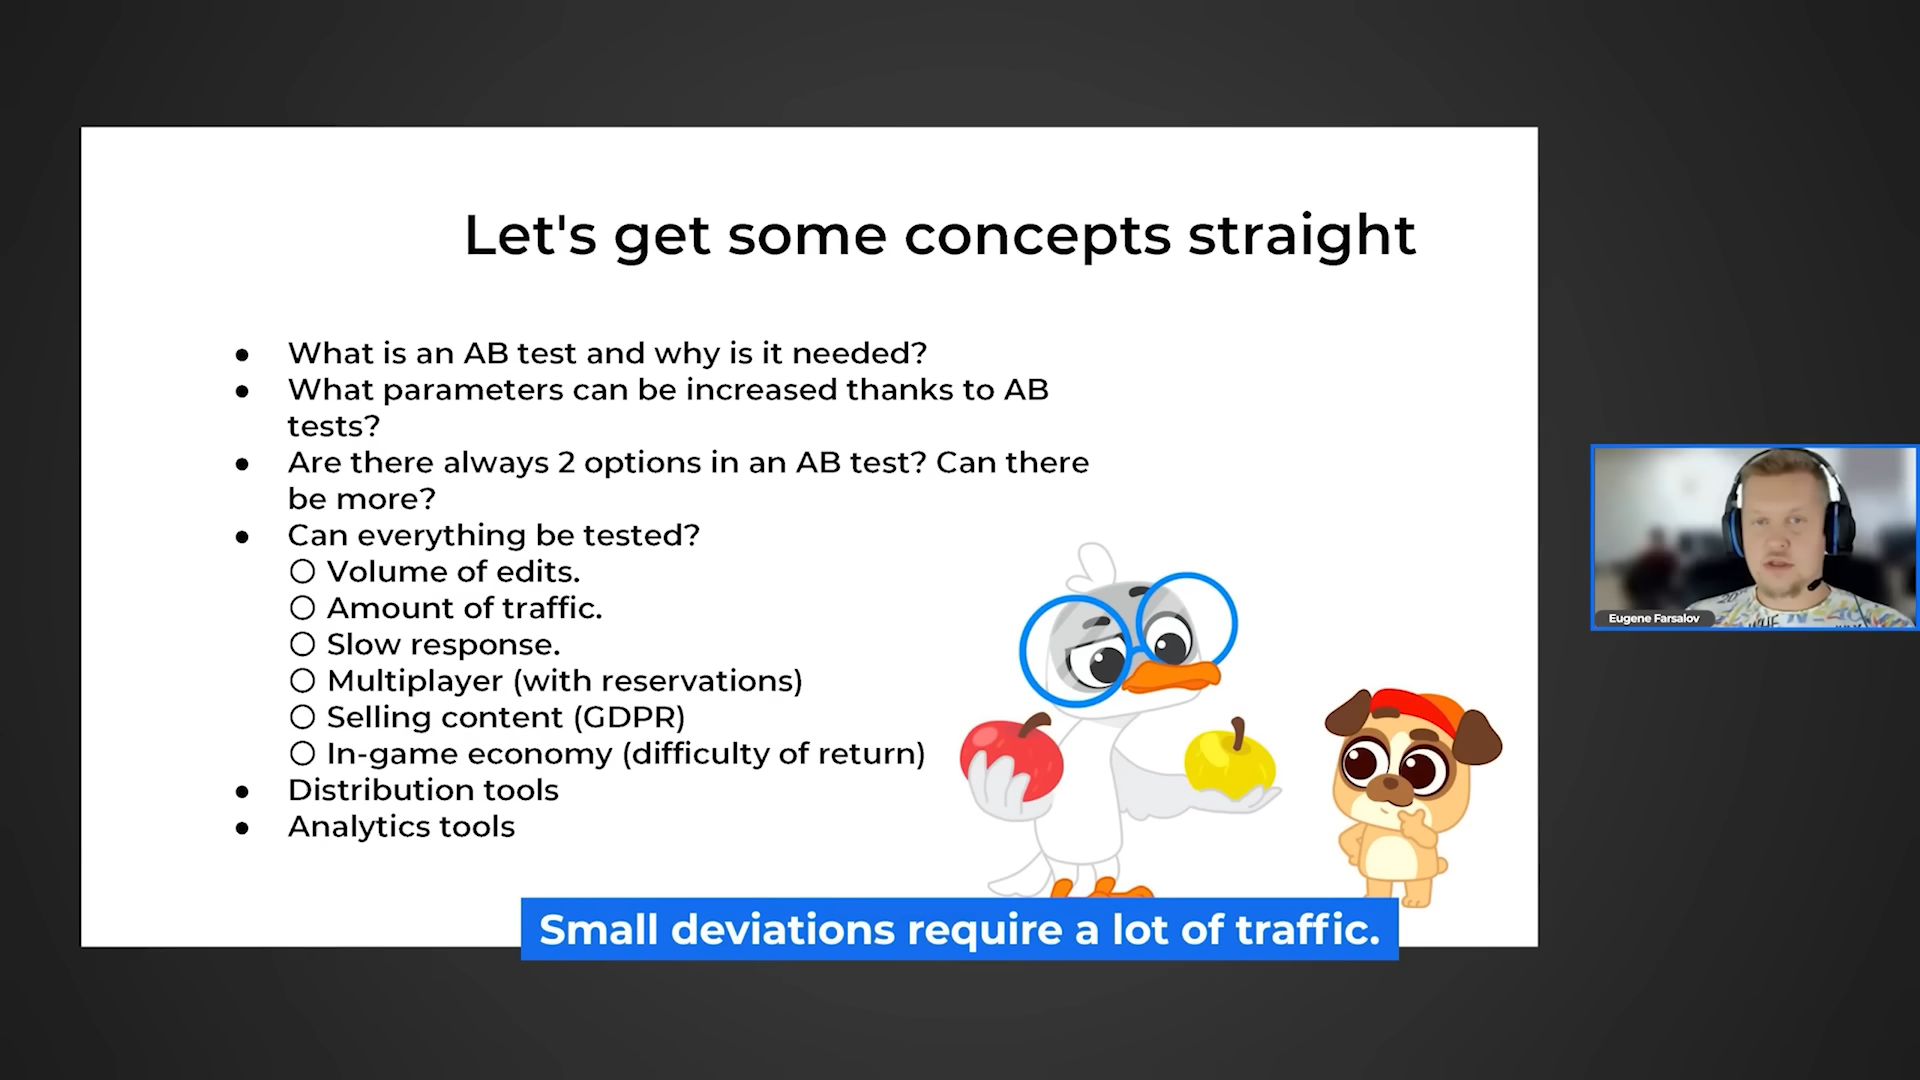 Let's get some concepts straight
● What is an AB test and why is it needed?
● What parameters can be increased thanks to AB
tests?
● Are there always 2 options in an AB test? Can there
be more?
● Can everything be tested?
○ Volume of edits.
○ Amount of traffic.
○ Slow response.
○ Multiplayer (with reservations)
○ Selling content (GDPR)
○ In-game economy (difficulty of return)
● Distribution tools
● Analytics tools
Eugene Farsalov
Small deviations require a lot of traffic.